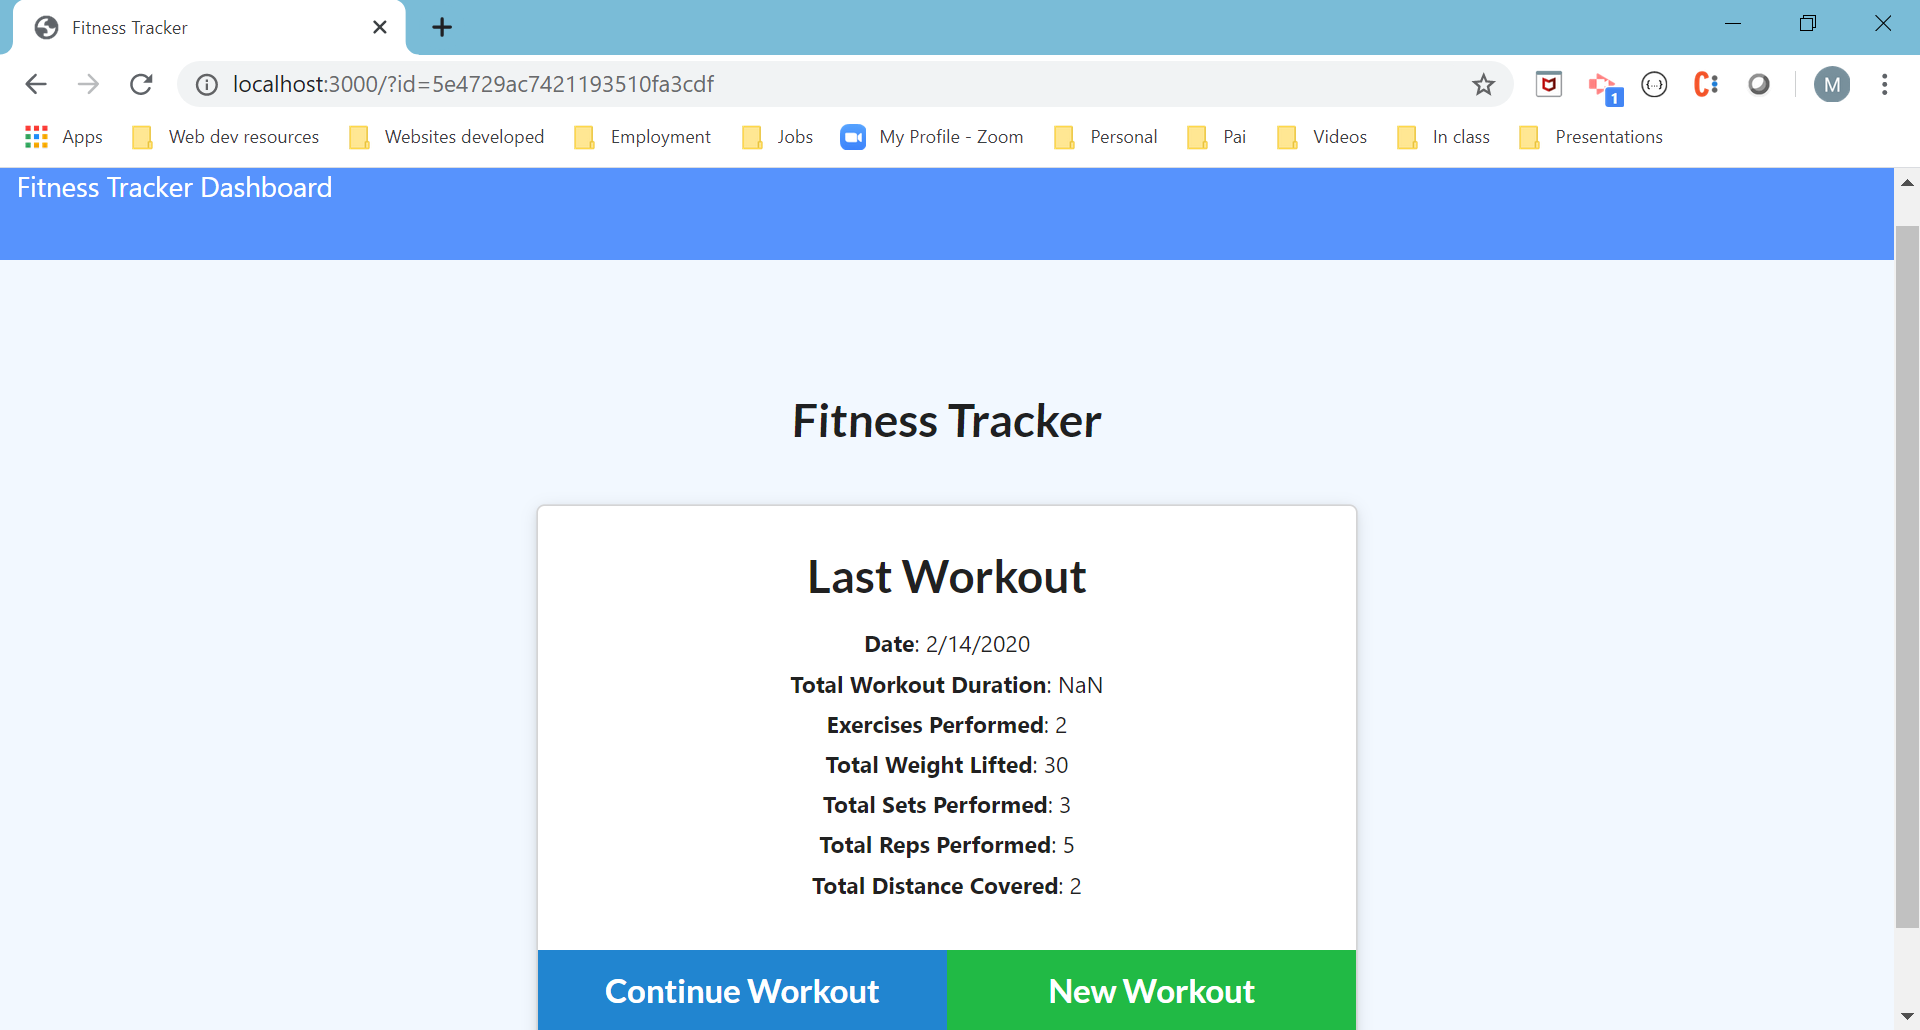 Fitness Tracker
localhost:3000/?id=5e4729ac7421193510fa3cdf
1
M
Apps Web dev resources Websites developed Employment Jobs My Profile - Zoom Personal Pai Videos In class Presentations
Fitness Tracker Dashboard
Fitness Tracker
Last Workout
Date: 2/14/2020
Total Workout Duration: NaN
Exercises Performed: 2
Total Weight Lifted: 30
Total Sets Performed: 3
Total Reps Performed: 5
Total Distance Covered: 2
Continue Workout New Workout